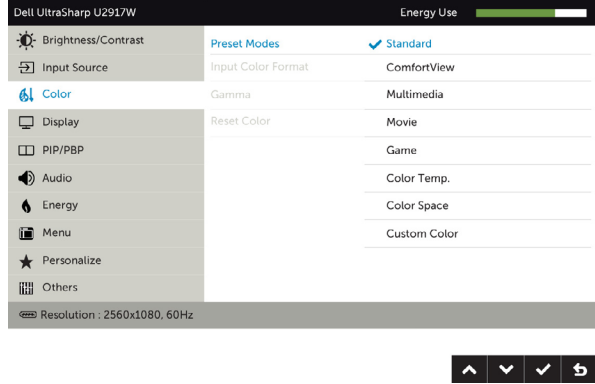 Dell UltraSharp U2917W
Energy Use
Brightness/Contrast
Input Source
Color
Display
PIP/PBP
Audio
Energy
Menu
Personalize
Others
Preset Modes
Input Color Format
Gamma
Reset Color
Standard
ComfortView
Multimedia
Movie
Game
Color Temp.
Color Space
Custom Color
Resolution : 2560x1080, 60Hz